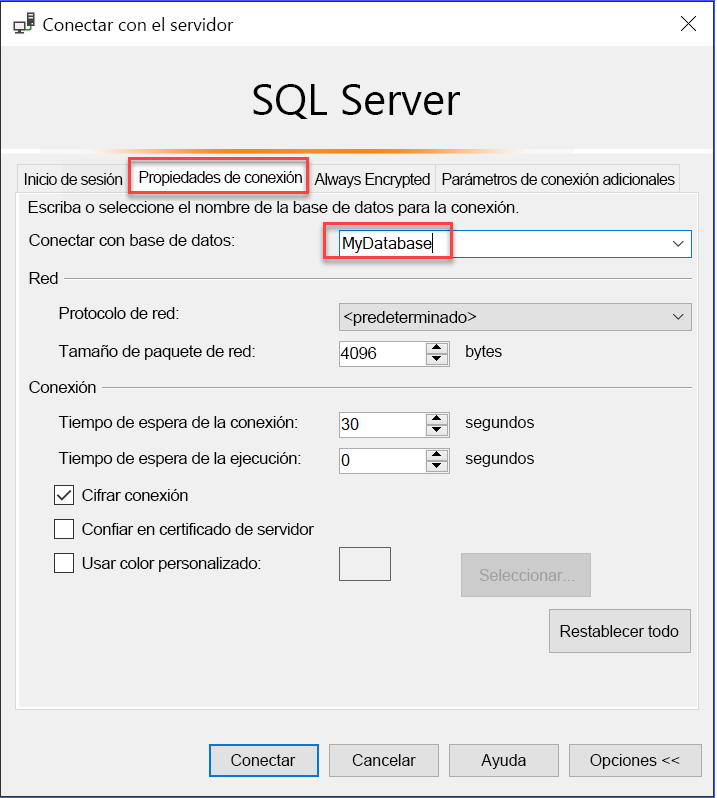 Conectar con el servidor
SQL Server
Inicio de sesión Propiedades de conexión Always Encrypted Parámetros de conexión adicionales
Escriba o seleccione el nombre de la base de datos para la conexión.
Conectar con base de datos: MyDatabase
Red
Protocolo de red: <predeterminado>
Tamaño de paquete de red: 4096 bytes
Conexión
Tiempo de espera de la conexión: 30 segundos
Tiempo de espera de la ejecución: 0 segundos
Cifrar conexión
Confiar en certificado de servidor
Usar color personalizado: Seleccionar...
Restablecer todo
Conectar Cancelar Ayuda Opciones <<